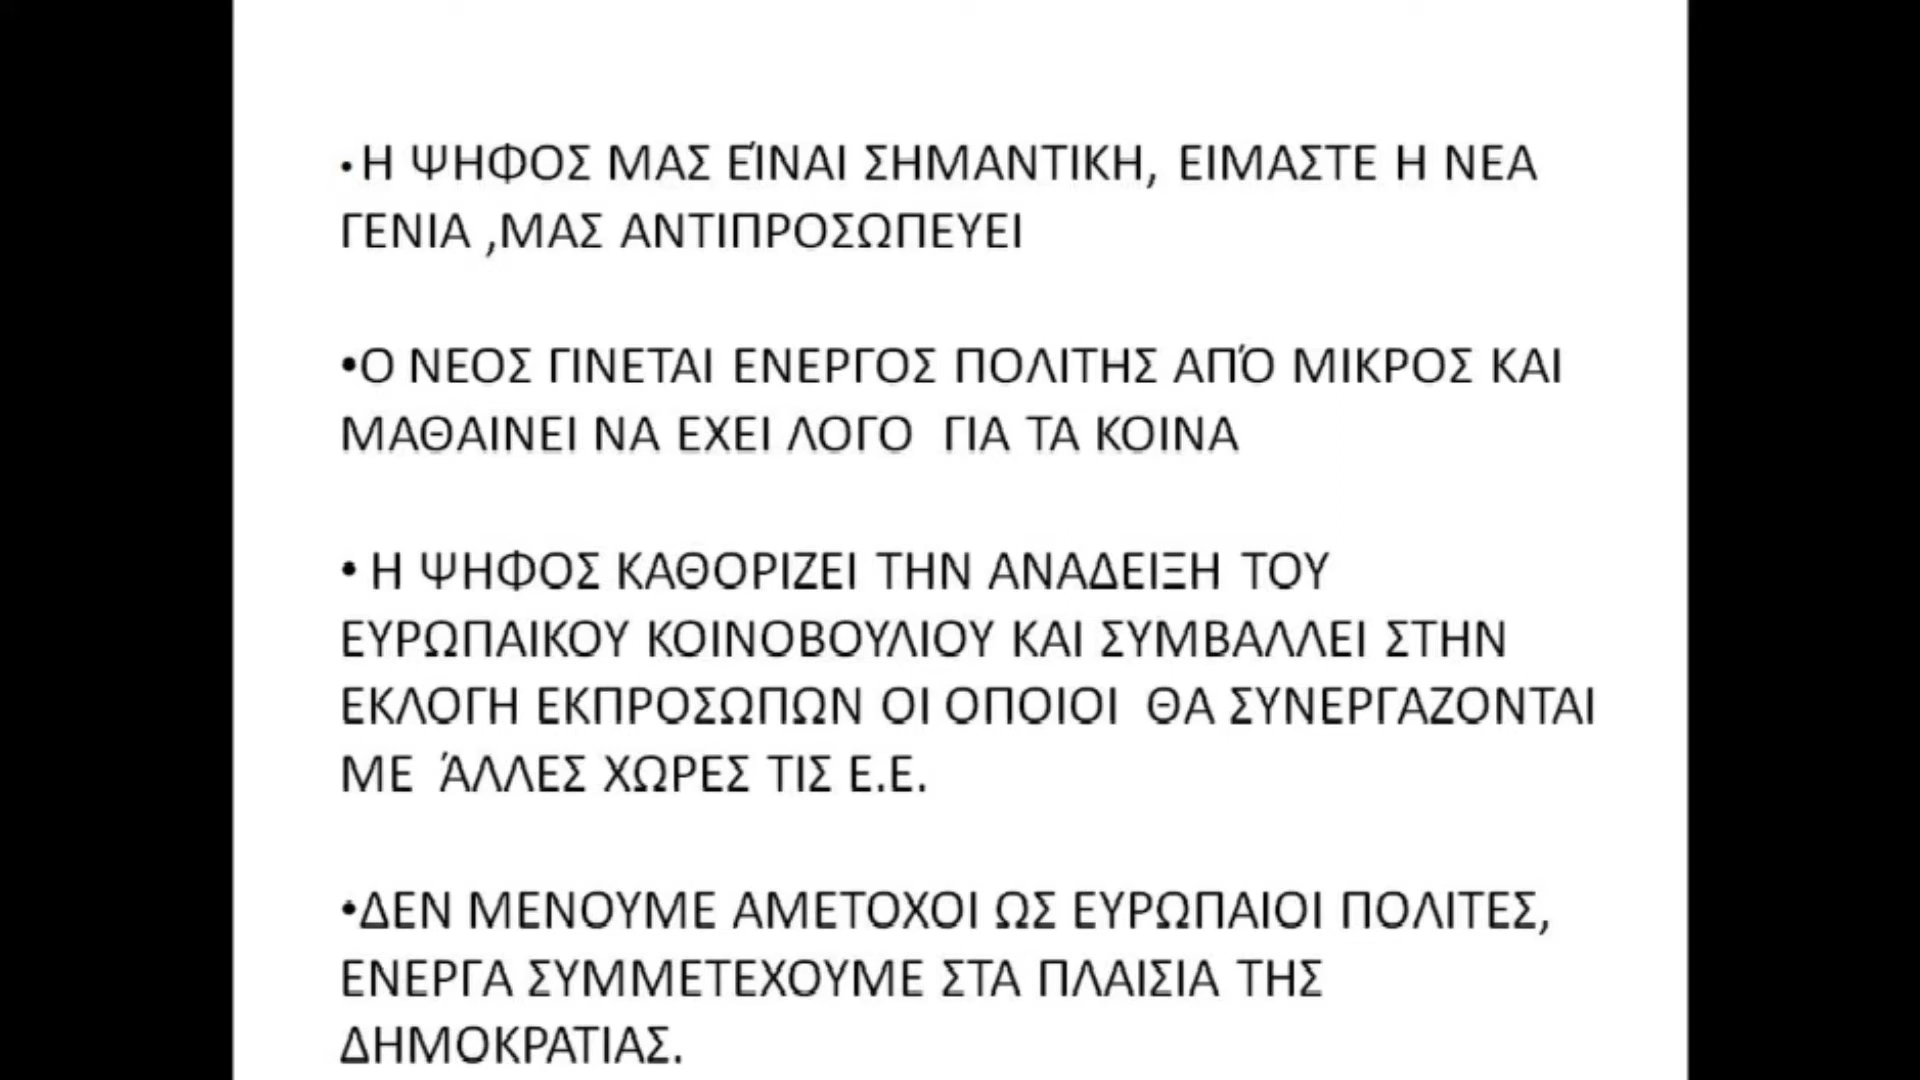 • Η ΨΗΦΟΣ ΜΑΣ ΕΊΝΑΙ ΣΗΜΑΝΤΙΚΗ, ΕΙΜΑΣΤΕ Η ΝΕΑ
ΓΕΝΙΑ ,ΜΑΣ ΑΝΤΙΠΡΟΣΩΠΕΥΕΙ
•Ο ΝΕΟΣ ΓΙΝΕΤΑΙ ΕΝΕΡΓΟΣ ΠΟΛΙΤΗΣ ΑΠΌ ΜΙΚΡΟΣ ΚΑΙ
ΜΑΘΑΙΝΕΙ ΝΑ ΕΧΕΙ ΛΟΓΟ  ΓΙΑ ΤΑ ΚΟΙΝΑ
• Η ΨΗΦΟΣ ΚΑΘΟΡΙΖΕΙ ΤΗΝ ΑΝΑΔΕΙΞΗ ΤΟΥ
ΕΥΡΩΠΑΙΚΟΥ ΚΟΙΝΟΒΟΥΛΙΟΥ ΚΑΙ ΣΥΜΒΑΛΛΕΙ ΣΤΗΝ
ΕΚΛΟΓΗ ΕΚΠΡΟΣΩΠΩΝ ΟΙ ΟΠΟΙΟΙ  ΘΑ ΣΥΝΕΡΓΑΖΟΝΤΑΙ
ΜΕ  ΆΛΛΕΣ ΧΩΡΕΣ ΤΙΣ Ε.Ε.
•ΔΕΝ ΜΕΝΟΥΜΕ ΑΜΕΤΟΧΟΙ ΩΣ ΕΥΡΩΠΑΙΟΙ ΠΟΛΙΤΕΣ,
ΕΝΕΡΓΑ ΣΥΜΜΕΤΕΧΟΥΜΕ ΣΤΑ ΠΛΑΙΣΙΑ ΤΗΣ
ΔΗΜΟΚΡΑΤΙΑΣ.